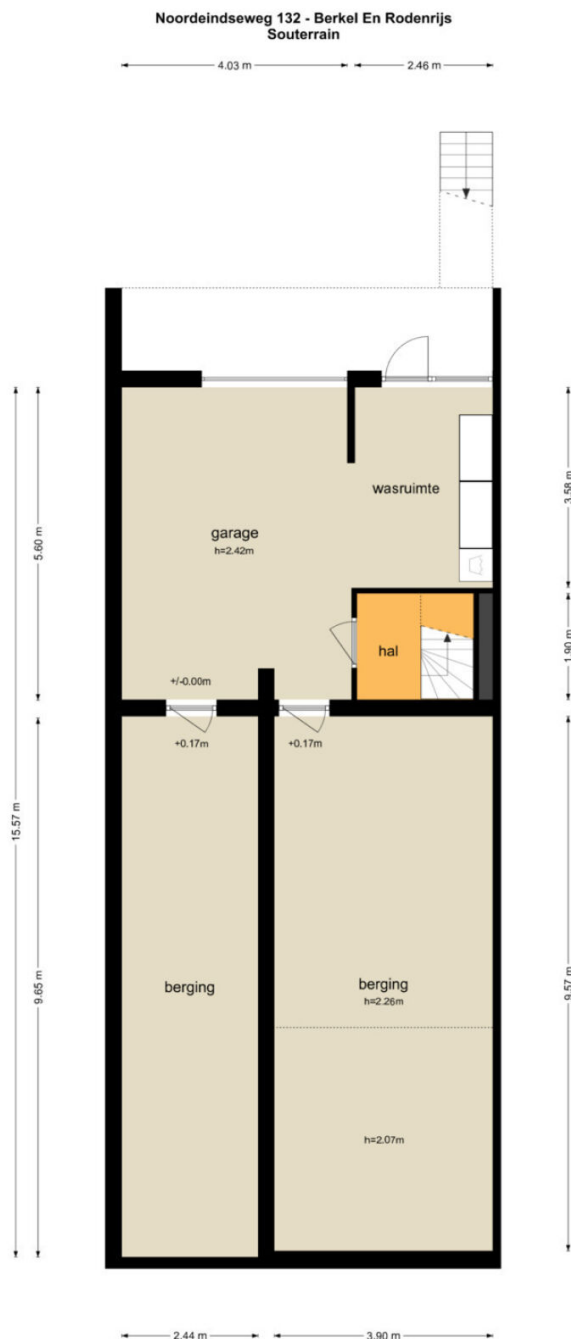 Noordeindseweg 132 - Berkel En Rodenrijs
Souterrain
4.03 m
2.46 m
wasruimte
garage
h=2.42m
5.60 m
3.58 m
hal
1.90 m
+/-0.00m
+0.17m
+0.17m
15.57 m
9.65 m
berging
berging
h=2.26m
9.57 m
h=2.07m
2.44 m
3.90 m